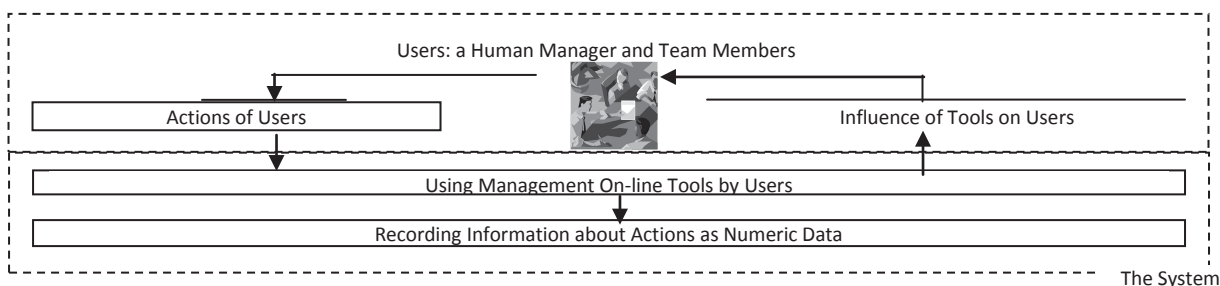 Users: a Human Manager and Team Members
Actions of Users
Influence of Tools on Users
Using Management On-line Tools by Users
Recording Information about Actions as Numeric Data
The System